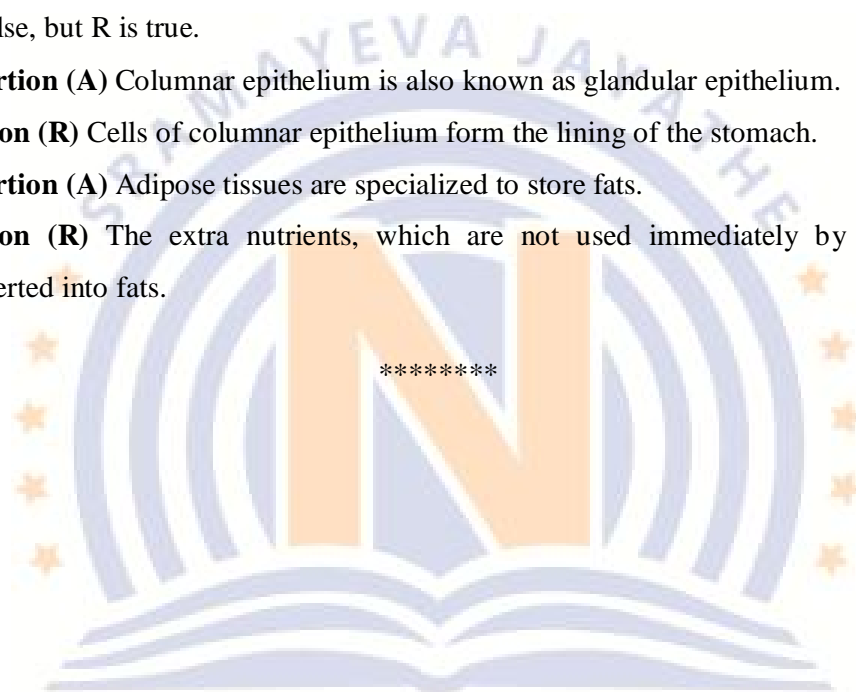 lse, but R is true.
SRAMAYEVA JAYATHE
rtion (A) Columnar epithelium is also known as glandular epithelium.
on (R) Cells of columnar epithelium form the lining of the stomach.
rtion (A) Adipose tissues are specialized to store fats.
on (R) The extra nutrients, which are not used immediately by
erted into fats.
********
N